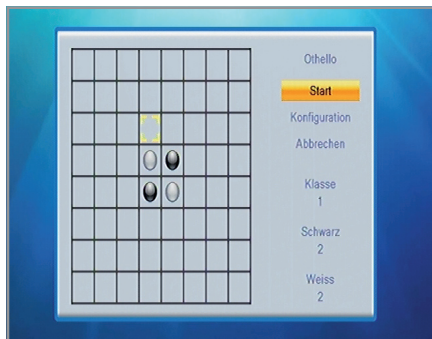 Othello
Start
Konfiguration
Abbrechen
Klasse
1
Schwarz
2
Weiss
2